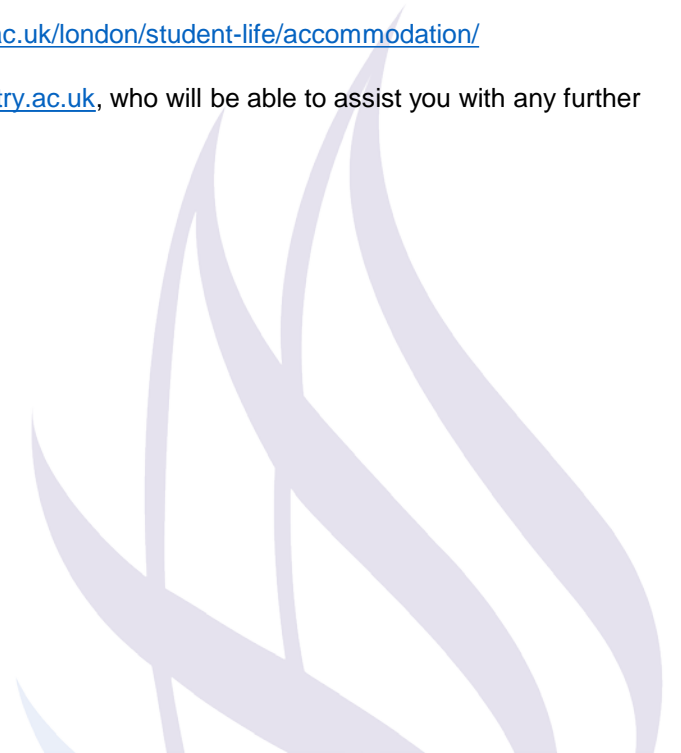 ac.uk/london/student-life/accommodation/
try.ac.uk, who will be able to assist you with any further